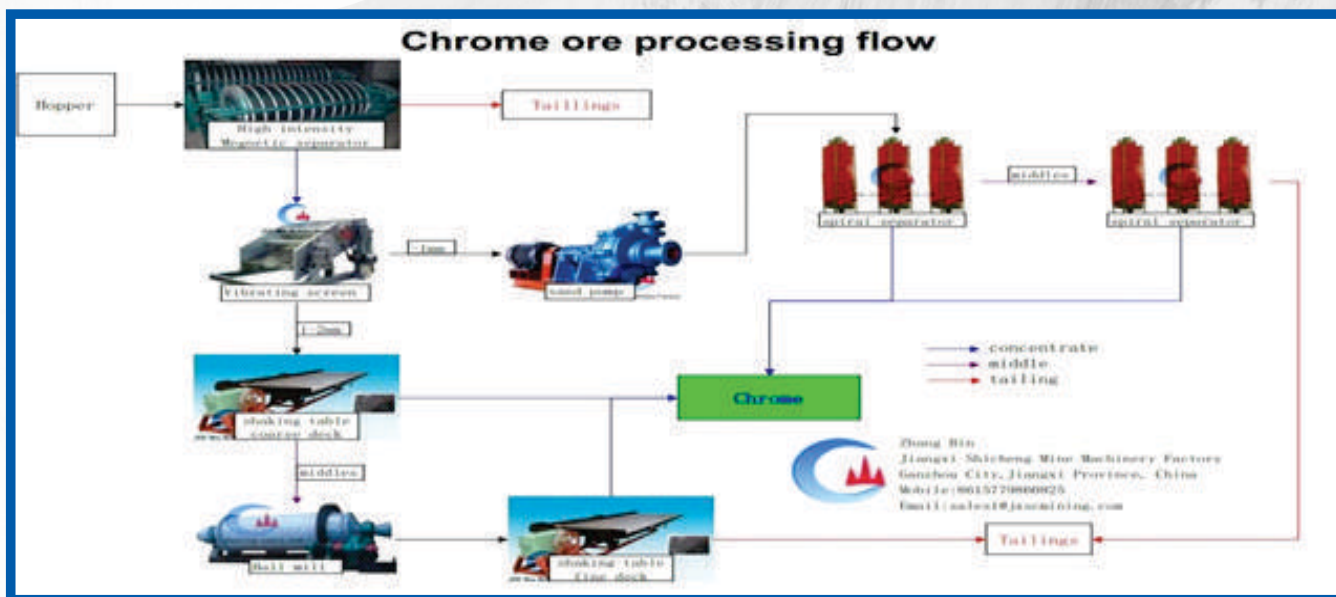 Chrome ore processing flow
Hopper
High intensity
Magnetic separator
Taillings
middles
spiral separator
spiral separator
-1mm
Vibrating screen
sand pump
1-2mm
concentrate
middle
tailing
shaking table
coarse deck
Chrome
Zhang Bin
Jiangxi Shicheng Mine Machinery Factory
Ganzhou City,Jiangxi Province, China
middles
Ball mill
shaking table
fine deck
Tailings